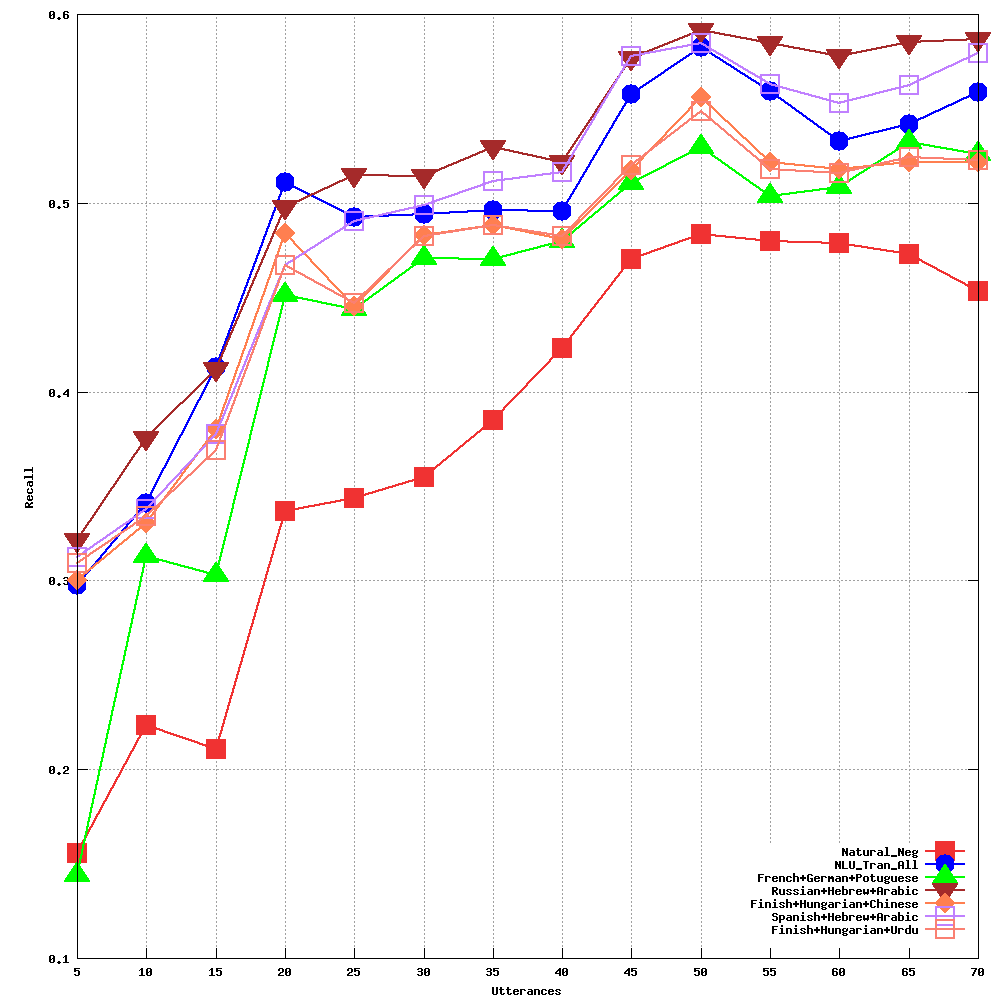 0.6
0.5
0.4
0.3
0.2
0.1
Recall
Natural_Neg
NLU_Tran_All
French+German+Potuguese
Russian+Hebrew+Arabic
Finish+Hungarian+Chinese
Spanish+Hebrew+Arabic
Finish+Hungarian+Urdu
5 10 15 20 25 30 35 40 45 50 55 60 65 70
Utterances